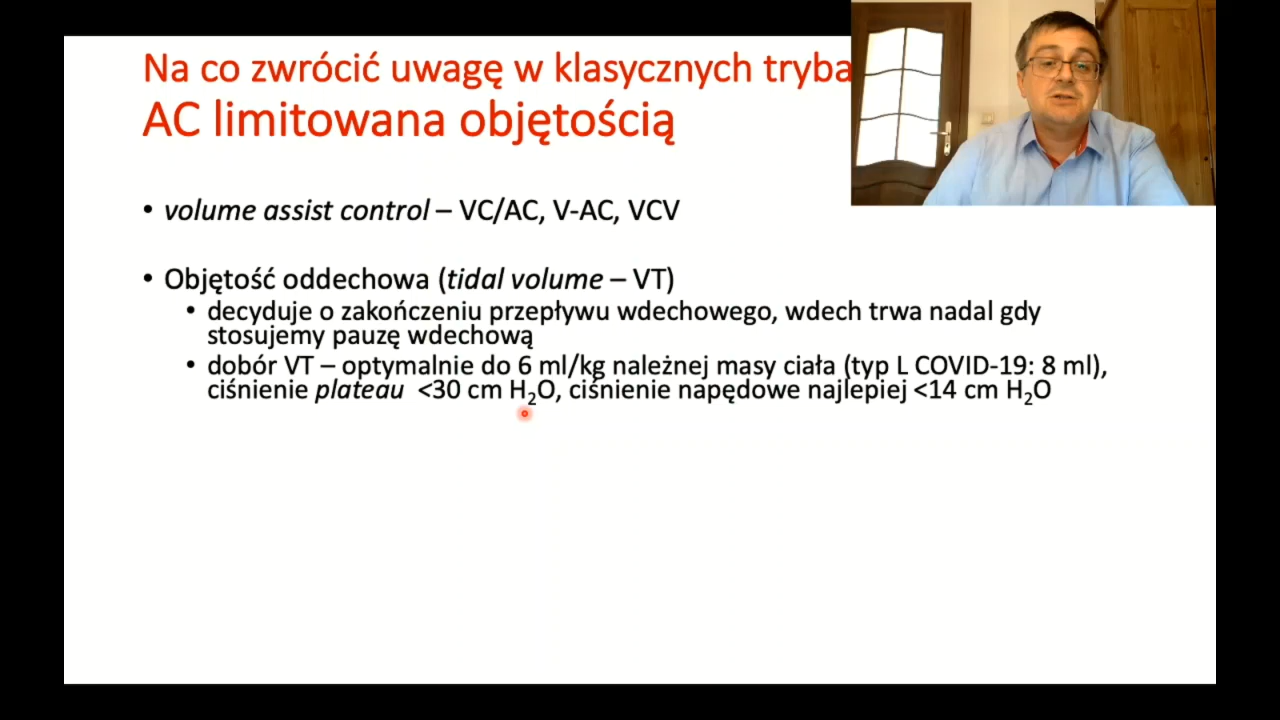 Na co zwrócić uwagę w klasycznych tryba
AC limitowana objętością
• volume assist control – VC/AC, V-AC, VCV
• Objętość oddechowa (tidal volume – VT)
• decyduje o zakończeniu przepływu wdechowego, wdech trwa nadal gdy
stosujemy pauzę wdechową
• dobór VT – optymalnie do 6 ml/kg należnej masy ciała (typ L COVID-19: 8 ml),
ciśnienie plateau <30 cm H₂O, ciśnienie napędowe najlepiej <14 cm H₂O